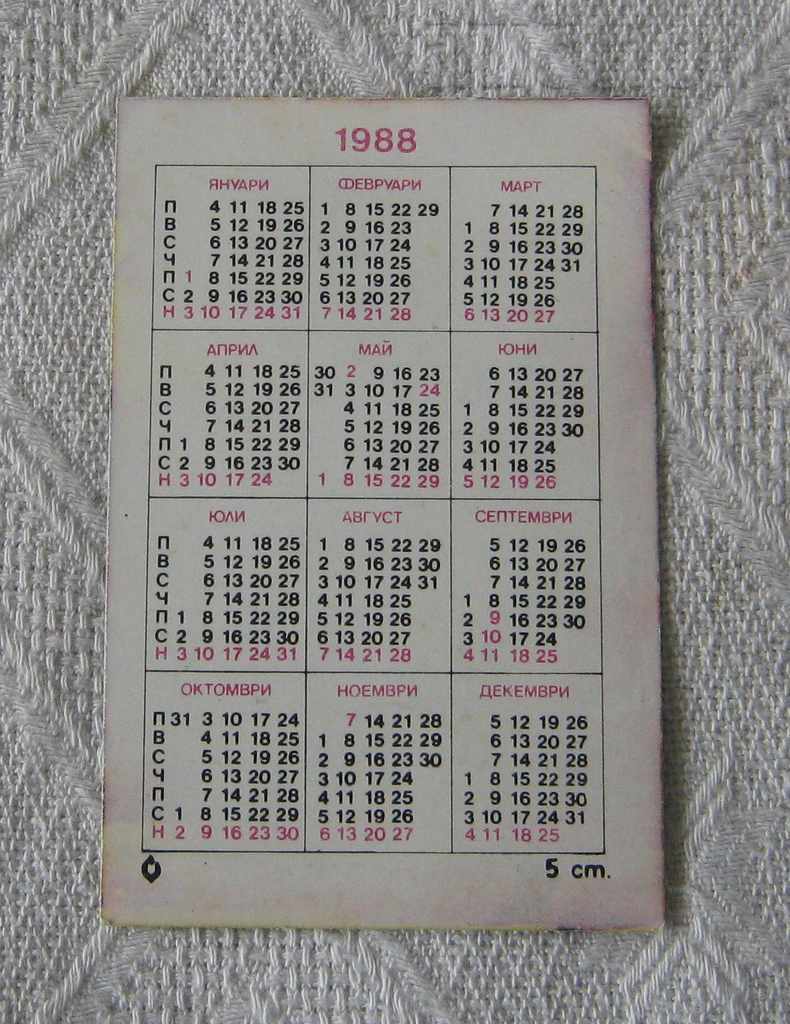 1988
ЯНУАРИ ФЕВРУАРИ МАРТ
П 4 11 18 25 1 8 15 22 29 7 14 21 28
В 5 12 19 26 2 9 16 23 1 8 15 22 29
С 6 13 20 27 3 10 17 24 2 9 16 23 30
Ч 7 14 21 28 4 11 18 25 3 10 17 24 31
П 1 8 15 22 29 5 12 19 26 4 11 18 25
С 2 9 16 23 30 6 13 20 27 5 12 19 26
Н 3 10 17 24 31 7 14 21 28 6 13 20 27
АПРИЛ МАЙ ЮНИ
П 4 11 18 25 30 2 9 16 23 6 13 20 27
В 5 12 19 26 31 3 10 17 24 7 14 21 28
С 6 13 20 27 4 11 18 25 1 8 15 22 29
Ч 7 14 21 28 5 12 19 26 2 9 16 23 30
П 1 8 15 22 29 6 13 20 27 3 10 17 24
С 2 9 16 23 30 7 14 21 28 4 11 18 25
Н 3 10 17 24 1 8 15 22 29 5 12 19 26
ЮЛИ АВГУСТ СЕПТЕМВРИ
П 4 11 18 25 1 8 15 22 29 5 12 19 26
В 5 12 19 26 2 9 16 23 30 6 13 20 27
С 6 13 20 27 3 10 17 24 31 7 14 21 28
Ч 7 14 21 28 4 11 18 25 1 8 15 22 29
П 1 8 15 22 29 5 12 19 26 2 9 16 23 30
С 2 9 16 23 30 6 13 20 27 3 10 17 24
Н 3 10 17 24 31 7 14 21 28 4 11 18 25
ОКТОМВРИ НОЕМВРИ ДЕКЕМВРИ
П 31 3 10 17 24 7 14 21 28 5 12 19 26
В 4 11 18 25 1 8 15 22 29 6 13 20 27
С 5 12 19 26 2 9 16 23 30 7 14 21 28
Ч 6 13 20 27 3 10 17 24 1 8 15 22 29
П 7 14 21 28 4 11 18 25 2 9 16 23 30
С 1 8 15 22 29 5 12 19 26 3 10 17 24 31
Н 2 9 16 23 30 6 13 20 27 4 11 18 25
5 ст.